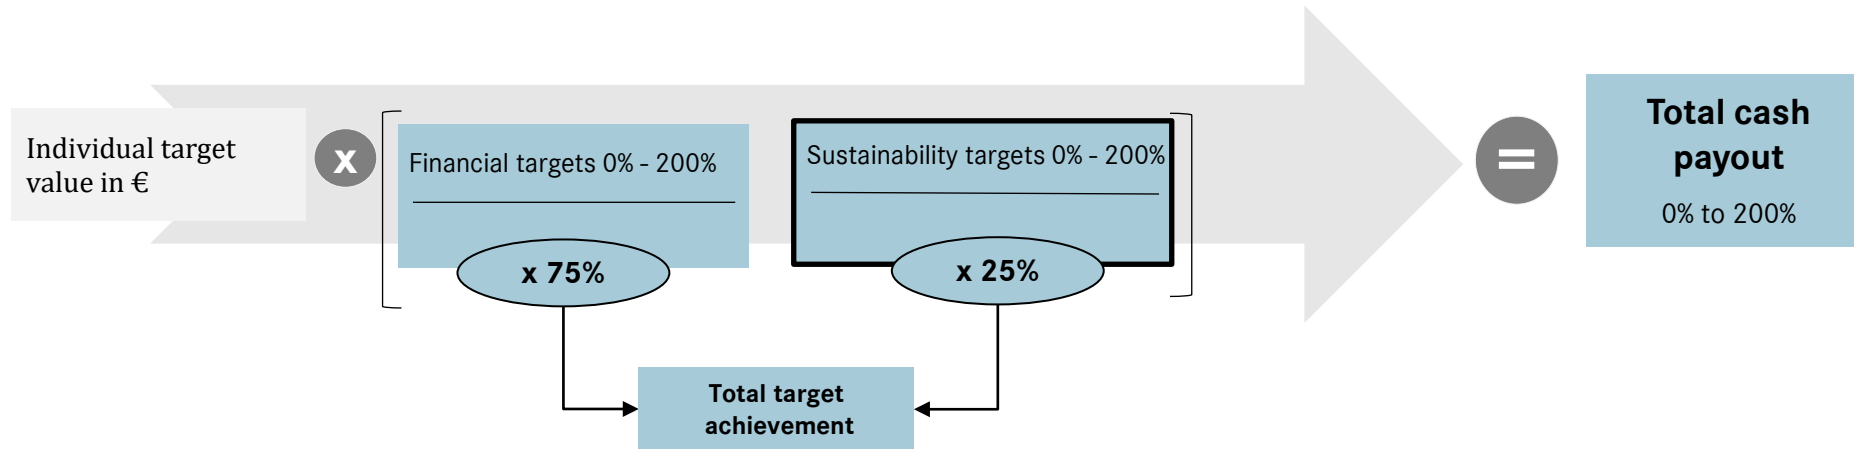 Individual target
value in €
x
Financial targets 0% - 200%
x 75%
Sustainability targets 0% - 200%
x 25%
Total target
achievement
=
Total cash
payout
0% to 200%